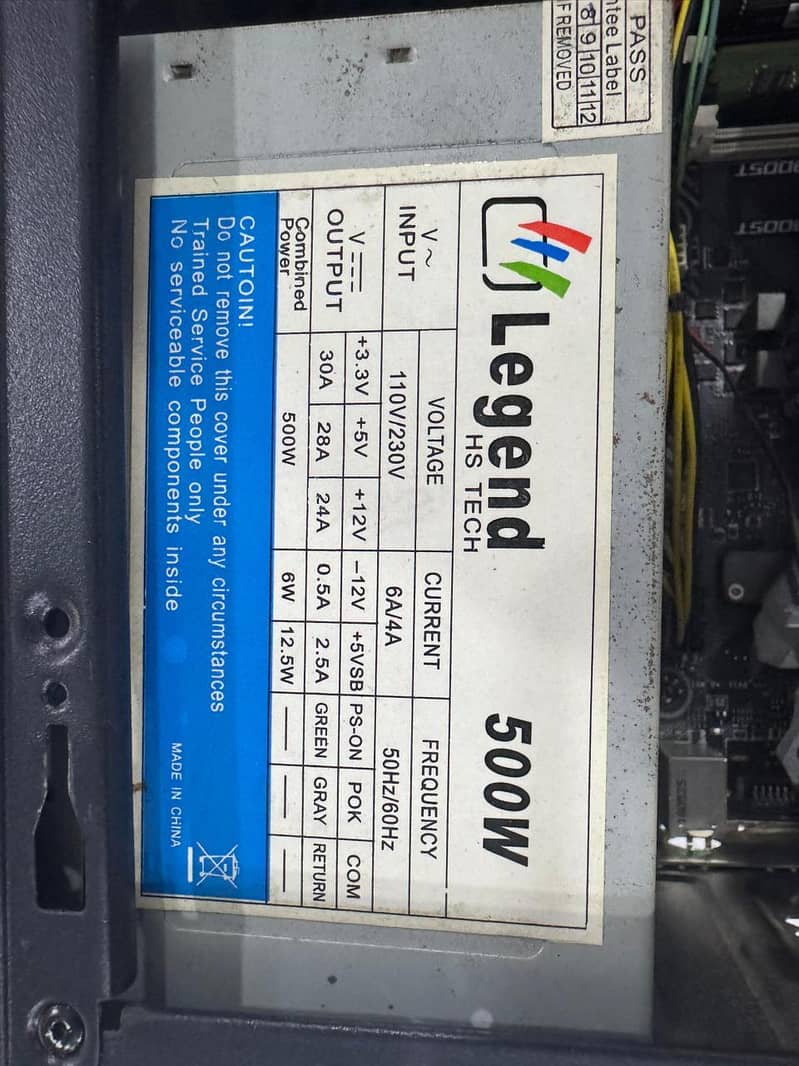 PASS
ntee Label
8 9 10 11 12
F REMOVED
Legend
HS TECH
500W
V~
INPUT
VOLTAGE CURRENT FREQUENCY
110V/230V 6A/4A 50Hz/60Hz
V
OUTPUT
+3.3V +5V +12V –12V +5VSB PS-ON POK COM
30A 28A 24A 0.5A 2.5A GREEN GRAY RETURN
Combined
Power
500W 6W 12.5W — — —
CAUTOIN!
Do not remove this cover under any circumstances
Trained Service People only
No serviceable components inside
MADE IN CHINA
BOOST
BOOST